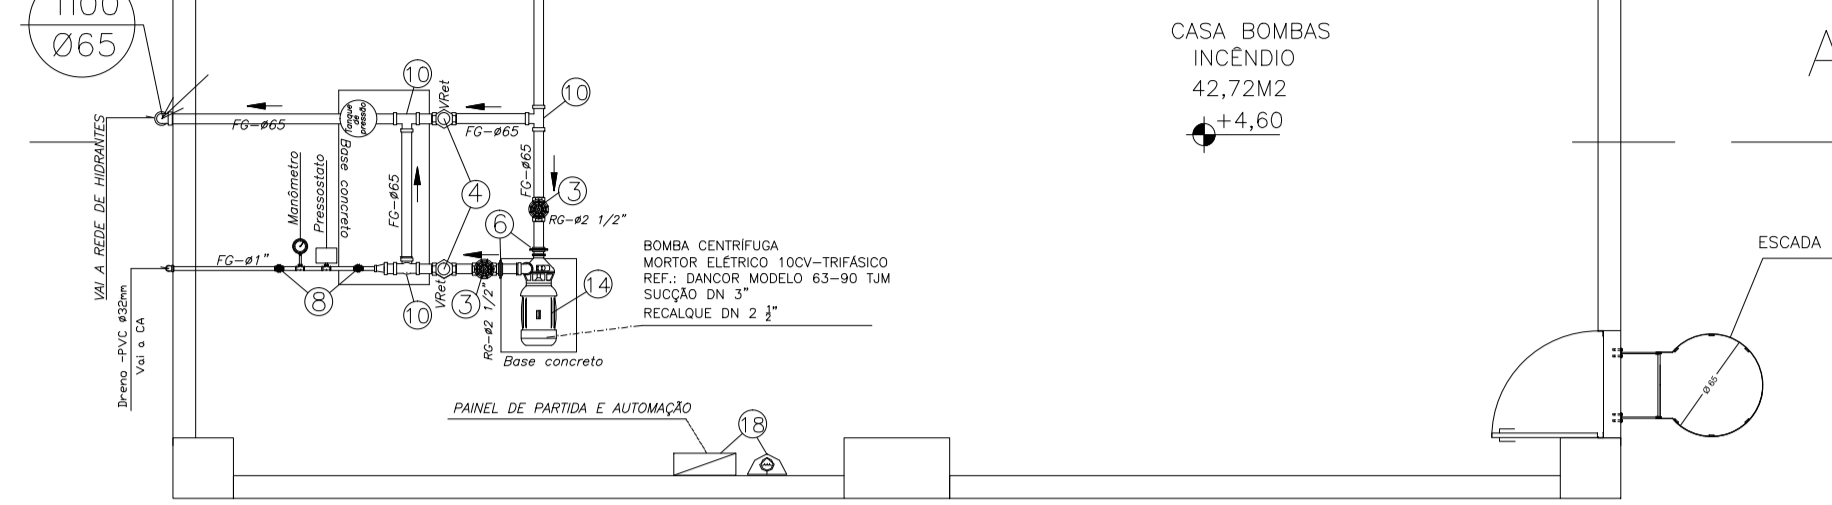 1100
Ø65
CASA BOMBAS
INCÊNDIO
42,72M2
+4,60
A
10
VRet
10
Tanque
de
pressão
FG-ø65
FG-ø65
VAI A REDE DE HIDRANTES
Manômetro
Pressostato
Base concreto
FG-ø65
FG-ø65
4
3
RG-ø2 1/2"
6
FG-ø1"
8
10
VRet
3
RG-ø2 1/2"
14
Base concreto
BOMBA CENTRÍFUGA
MORTOR ELÉTRICO 10CV-TRIFÁSICO
REF.: DANCOR MODELO 63-90 TJM
SUCÇÃO DN 3"
RECALQUE DN 2 1/2"
Dreno -PVC Ø32mm
Vai a CA
ESCADA
Ø65
PAINEL DE PARTIDA E AUTOMAÇÃO
18